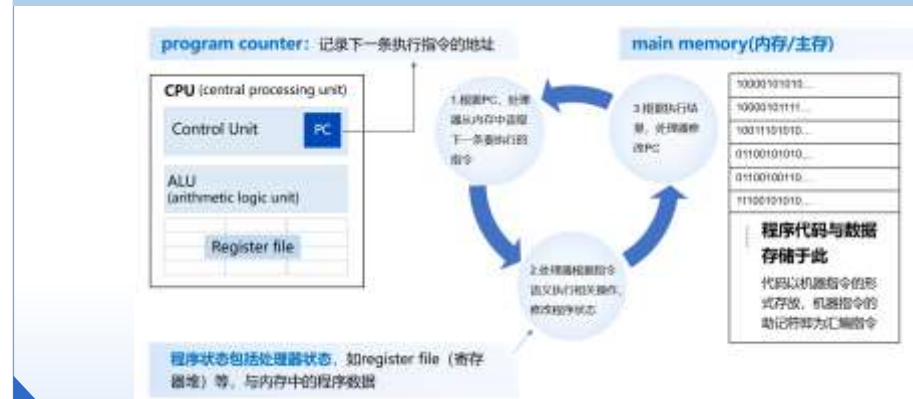 program counter：记录下一条执行指令的地址
main memory(内存/主存)
CPU (central processing unit)
Control Unit
PC
ALU
(arithmetic logic unit)
Register file
1.根据PC，处理
器从内存中读取
下一条要执行的
指令
3.根据执行结
果，处理器修
改PC
2.处理器根据指令
语义执行相关操作，
修改程序状态
10000101010...
10000101111...
10011101010...
01100101010...
01100100110...
11100101010...
程序代码与数据
存储于此
代码以机器指令的形
式存放，机器指令的
助记符即为汇编指令
程序状态包括处理器状态，如register file（寄存
器堆）等，与内存中的程序数据